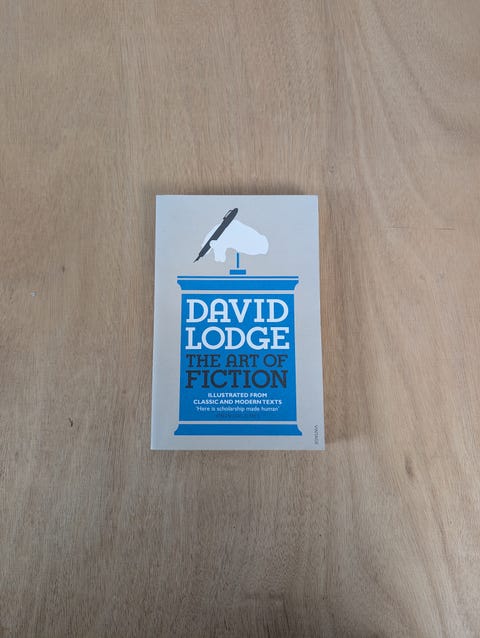 DAVID
LODGE
THE ART OF
FICTION
ILLUSTRATED FROM
CLASSIC AND MODERN TEXTS
'Here is scholarship made human'
VINTAGE